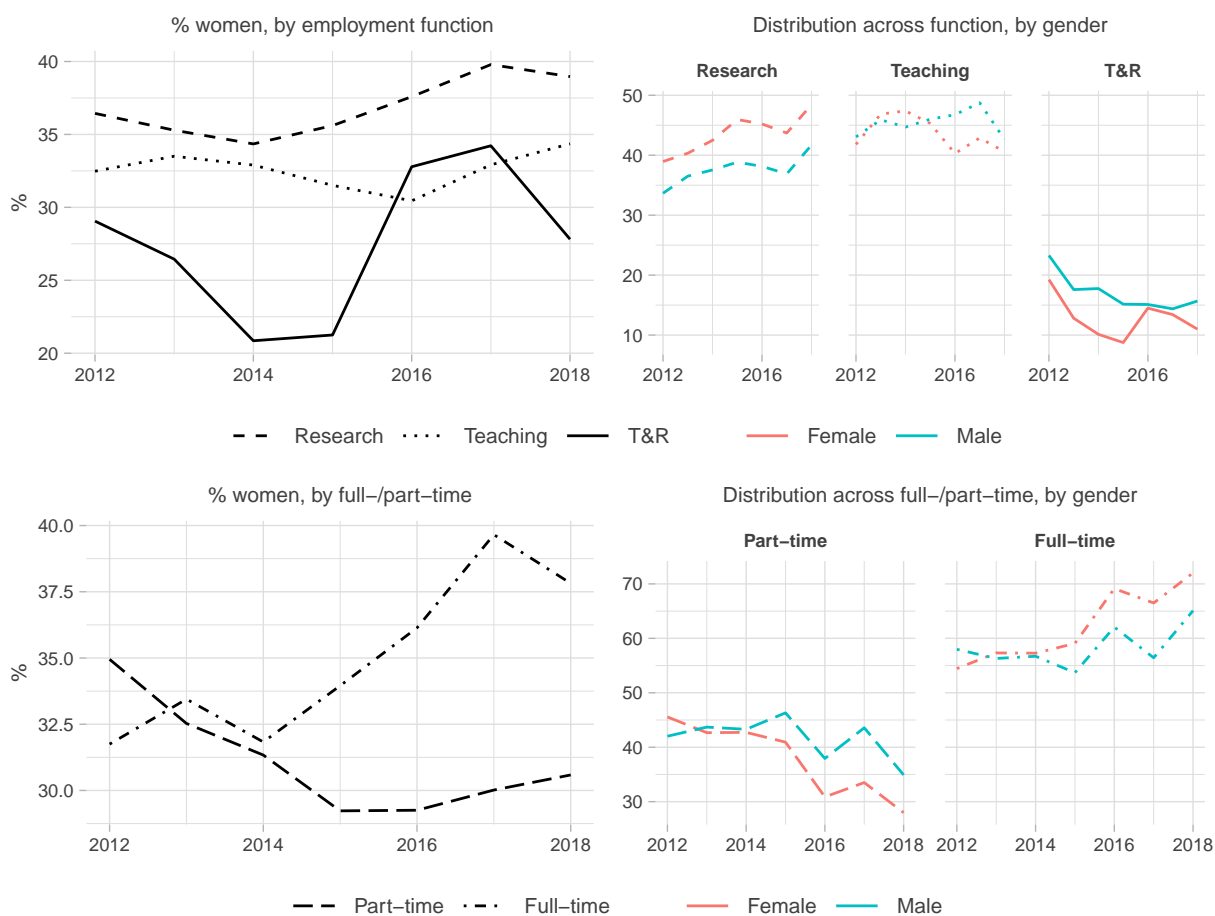 % women, by employment function
Distribution across function, by gender
Research Teaching T&R
40
35
30
25
20
%
2012 2014 2016 2018
50
40
30
20
10
2012 2016 2012 2016 2012 2016
Research Teaching T&R Female Male
% women, by full−/part−time
Distribution across full−/part−time, by gender
Part−time Full−time
40.0
37.5
35.0
32.5
30.0
%
2012 2014 2016 2018
70
60
50
40
30
2012 2014 2016 2018 2012 2014 2016 2018
Part−time Full−time Female Male